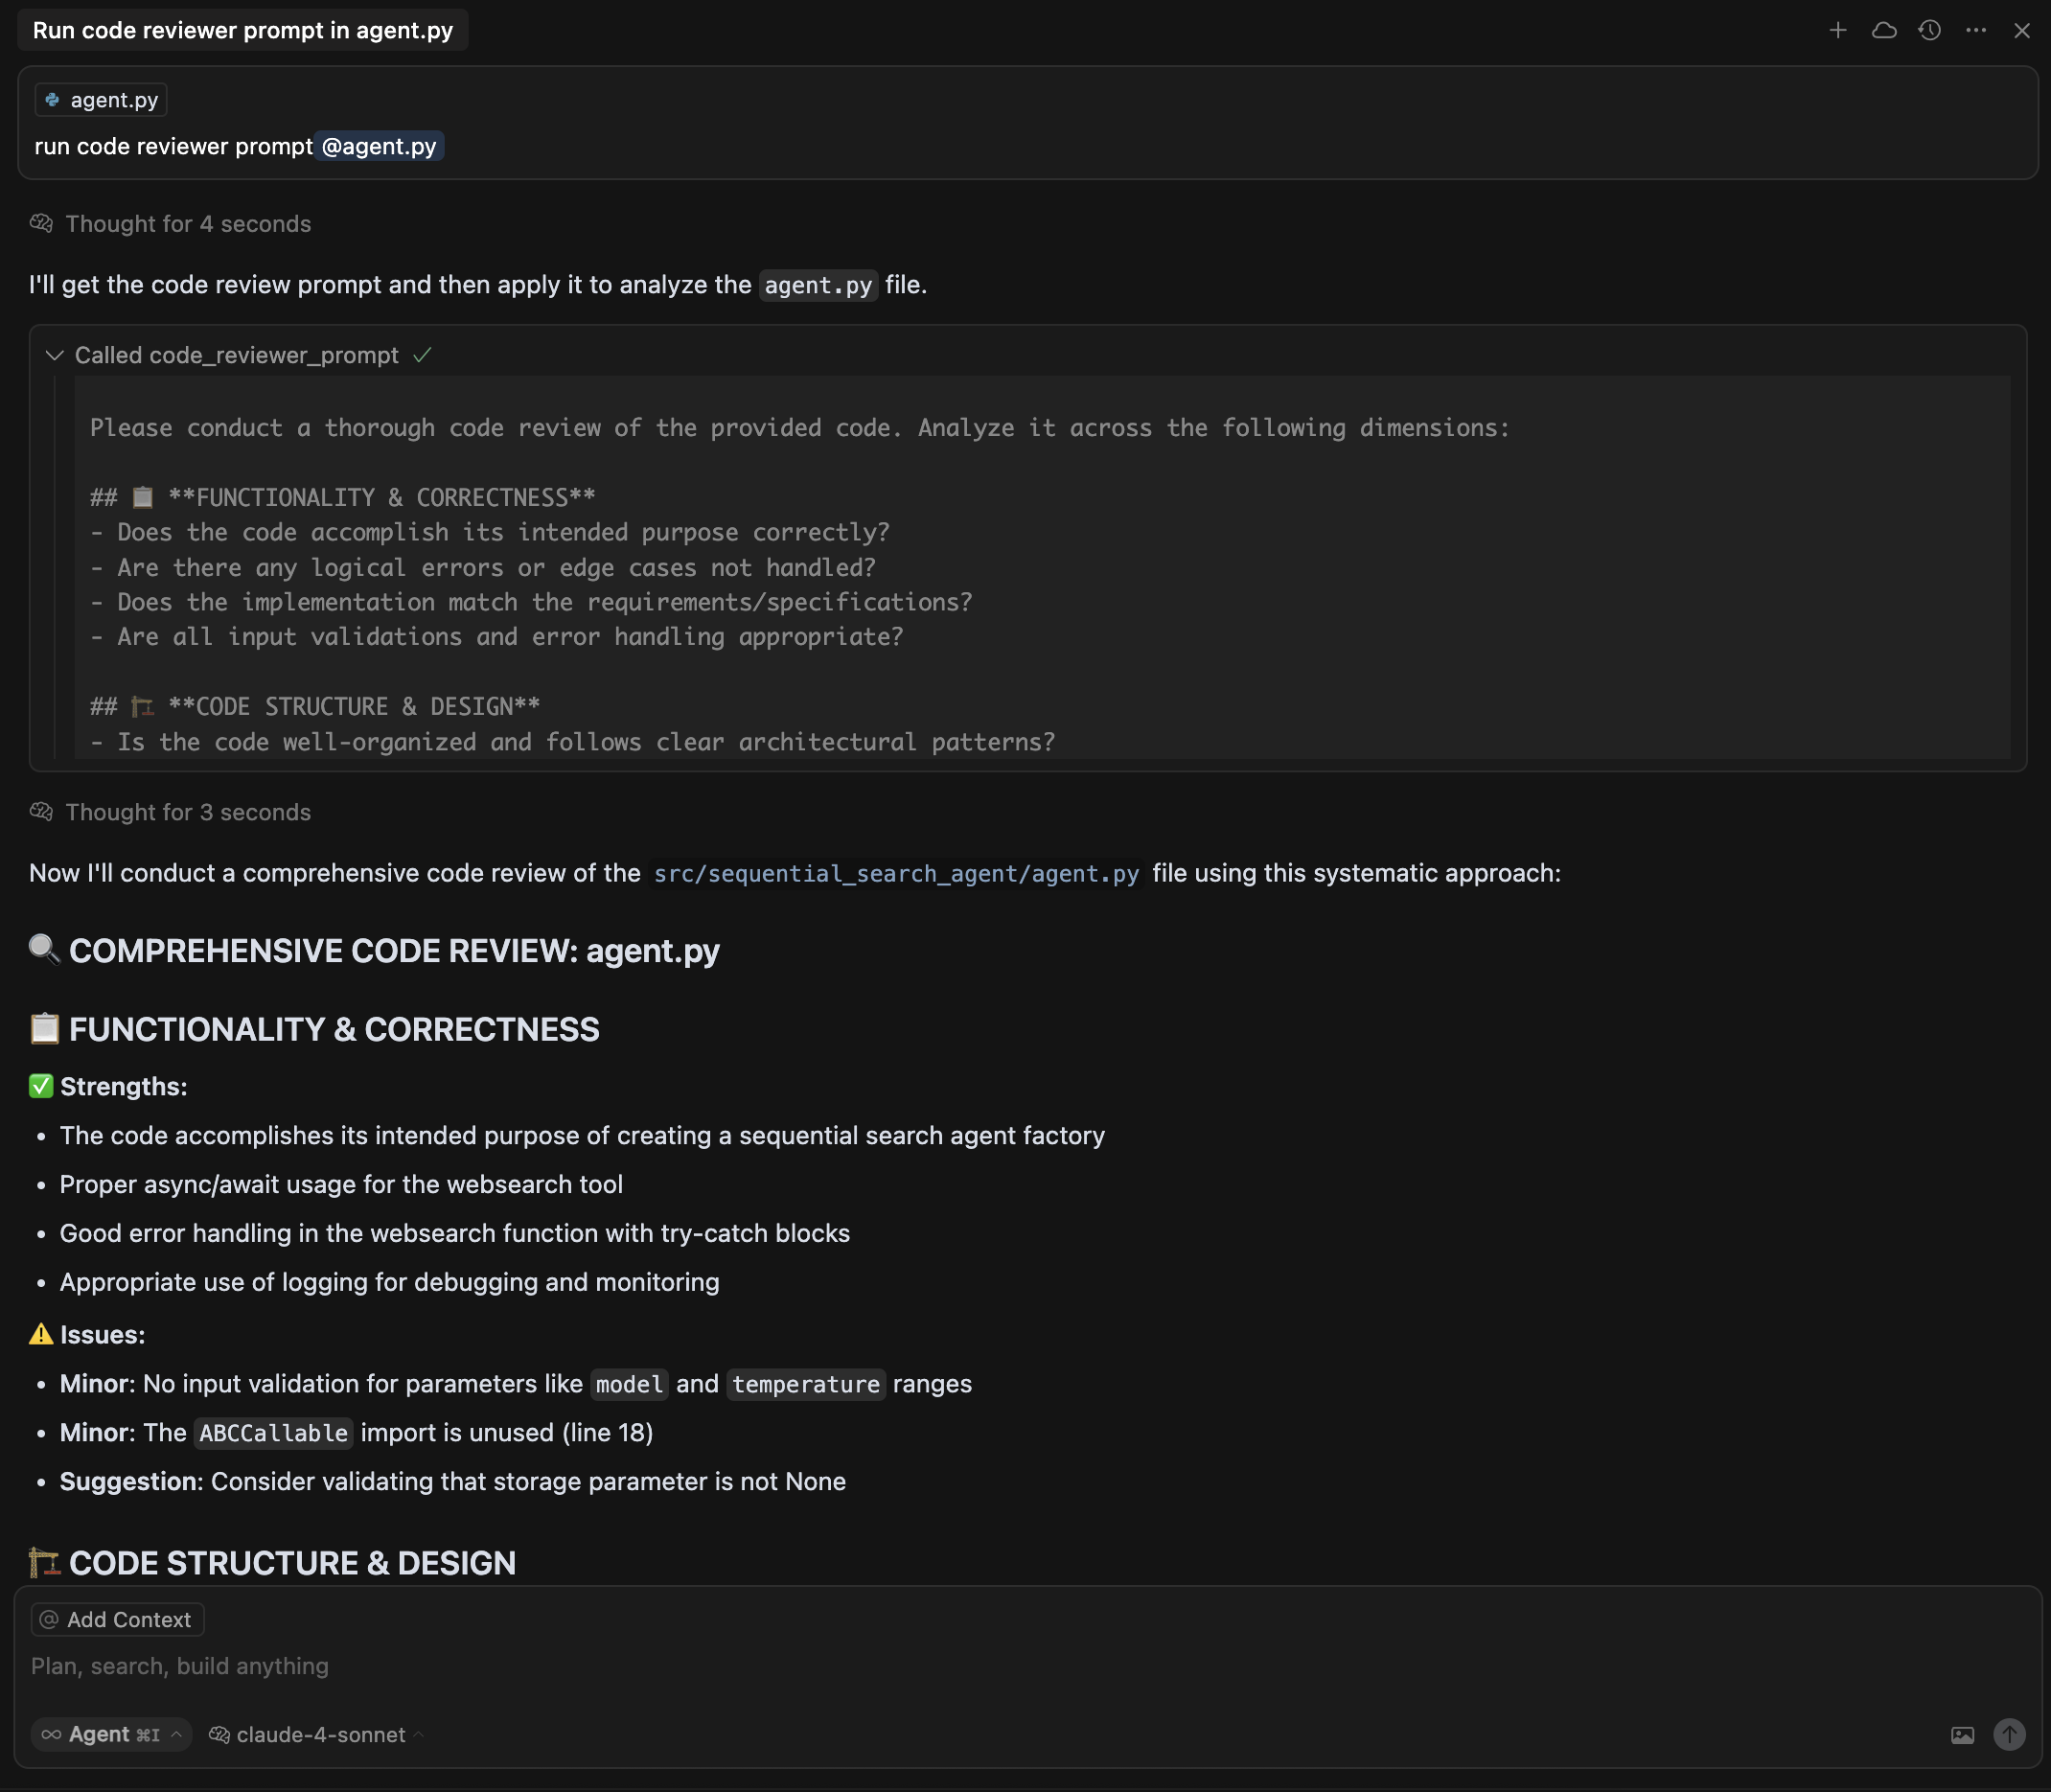 Run code reviewer prompt in agent.py
agent.py
run code reviewer prompt @agent.py
Thought for 4 seconds
I'll get the code review prompt and then apply it to analyze the agent.py file.
Called code_reviewer_prompt ✓
Please conduct a thorough code review of the provided code. Analyze it across the following dimensions:
## 📋 **FUNCTIONALITY & CORRECTNESS**
- Does the code accomplish its intended purpose correctly?
- Are there any logical errors or edge cases not handled?
- Does the implementation match the requirements/specifications?
- Are all input validations and error handling appropriate?
## 🏗️ **CODE STRUCTURE & DESIGN**
- Is the code well-organized and follows clear architectural patterns?
Thought for 3 seconds
Now I'll conduct a comprehensive code review of the src/sequential_search_agent/agent.py file using this systematic approach:
🔍 COMPREHENSIVE CODE REVIEW: agent.py
📋 FUNCTIONALITY & CORRECTNESS
✅ Strengths:
• The code accomplishes its intended purpose of creating a sequential search agent factory
• Proper async/await usage for the websearch tool
• Good error handling in the websearch function with try-catch blocks
• Appropriate use of logging for debugging and monitoring
⚠️ Issues:
• Minor: No input validation for parameters like model and temperature ranges
• Minor: The ABCCallable import is unused (line 18)
• Suggestion: Consider validating that storage parameter is not None
🏗️ CODE STRUCTURE & DESIGN
@ Add Context
Plan, search, build anything
∞ Agent ⌘I claude-4-sonnet